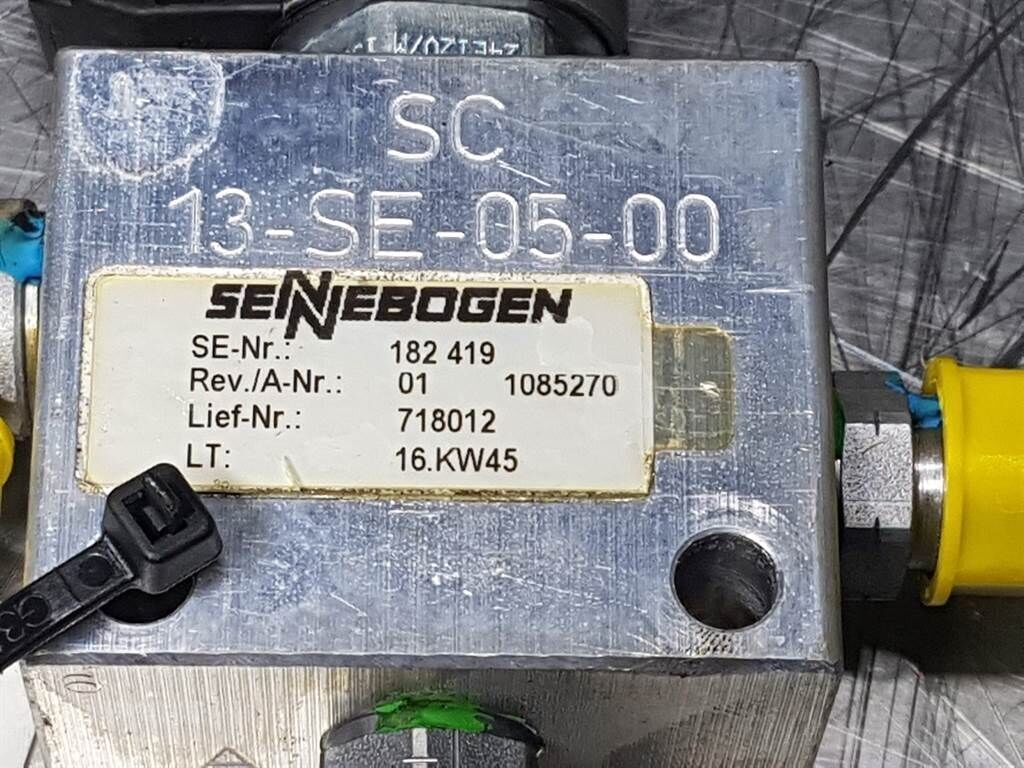 SC
13-SE-05-00
SENNEBOGEN
SE-Nr.: 182 419
Rev./A-Nr.: 01 1085270
Lief-Nr.: 718012
LT: 16.KW45